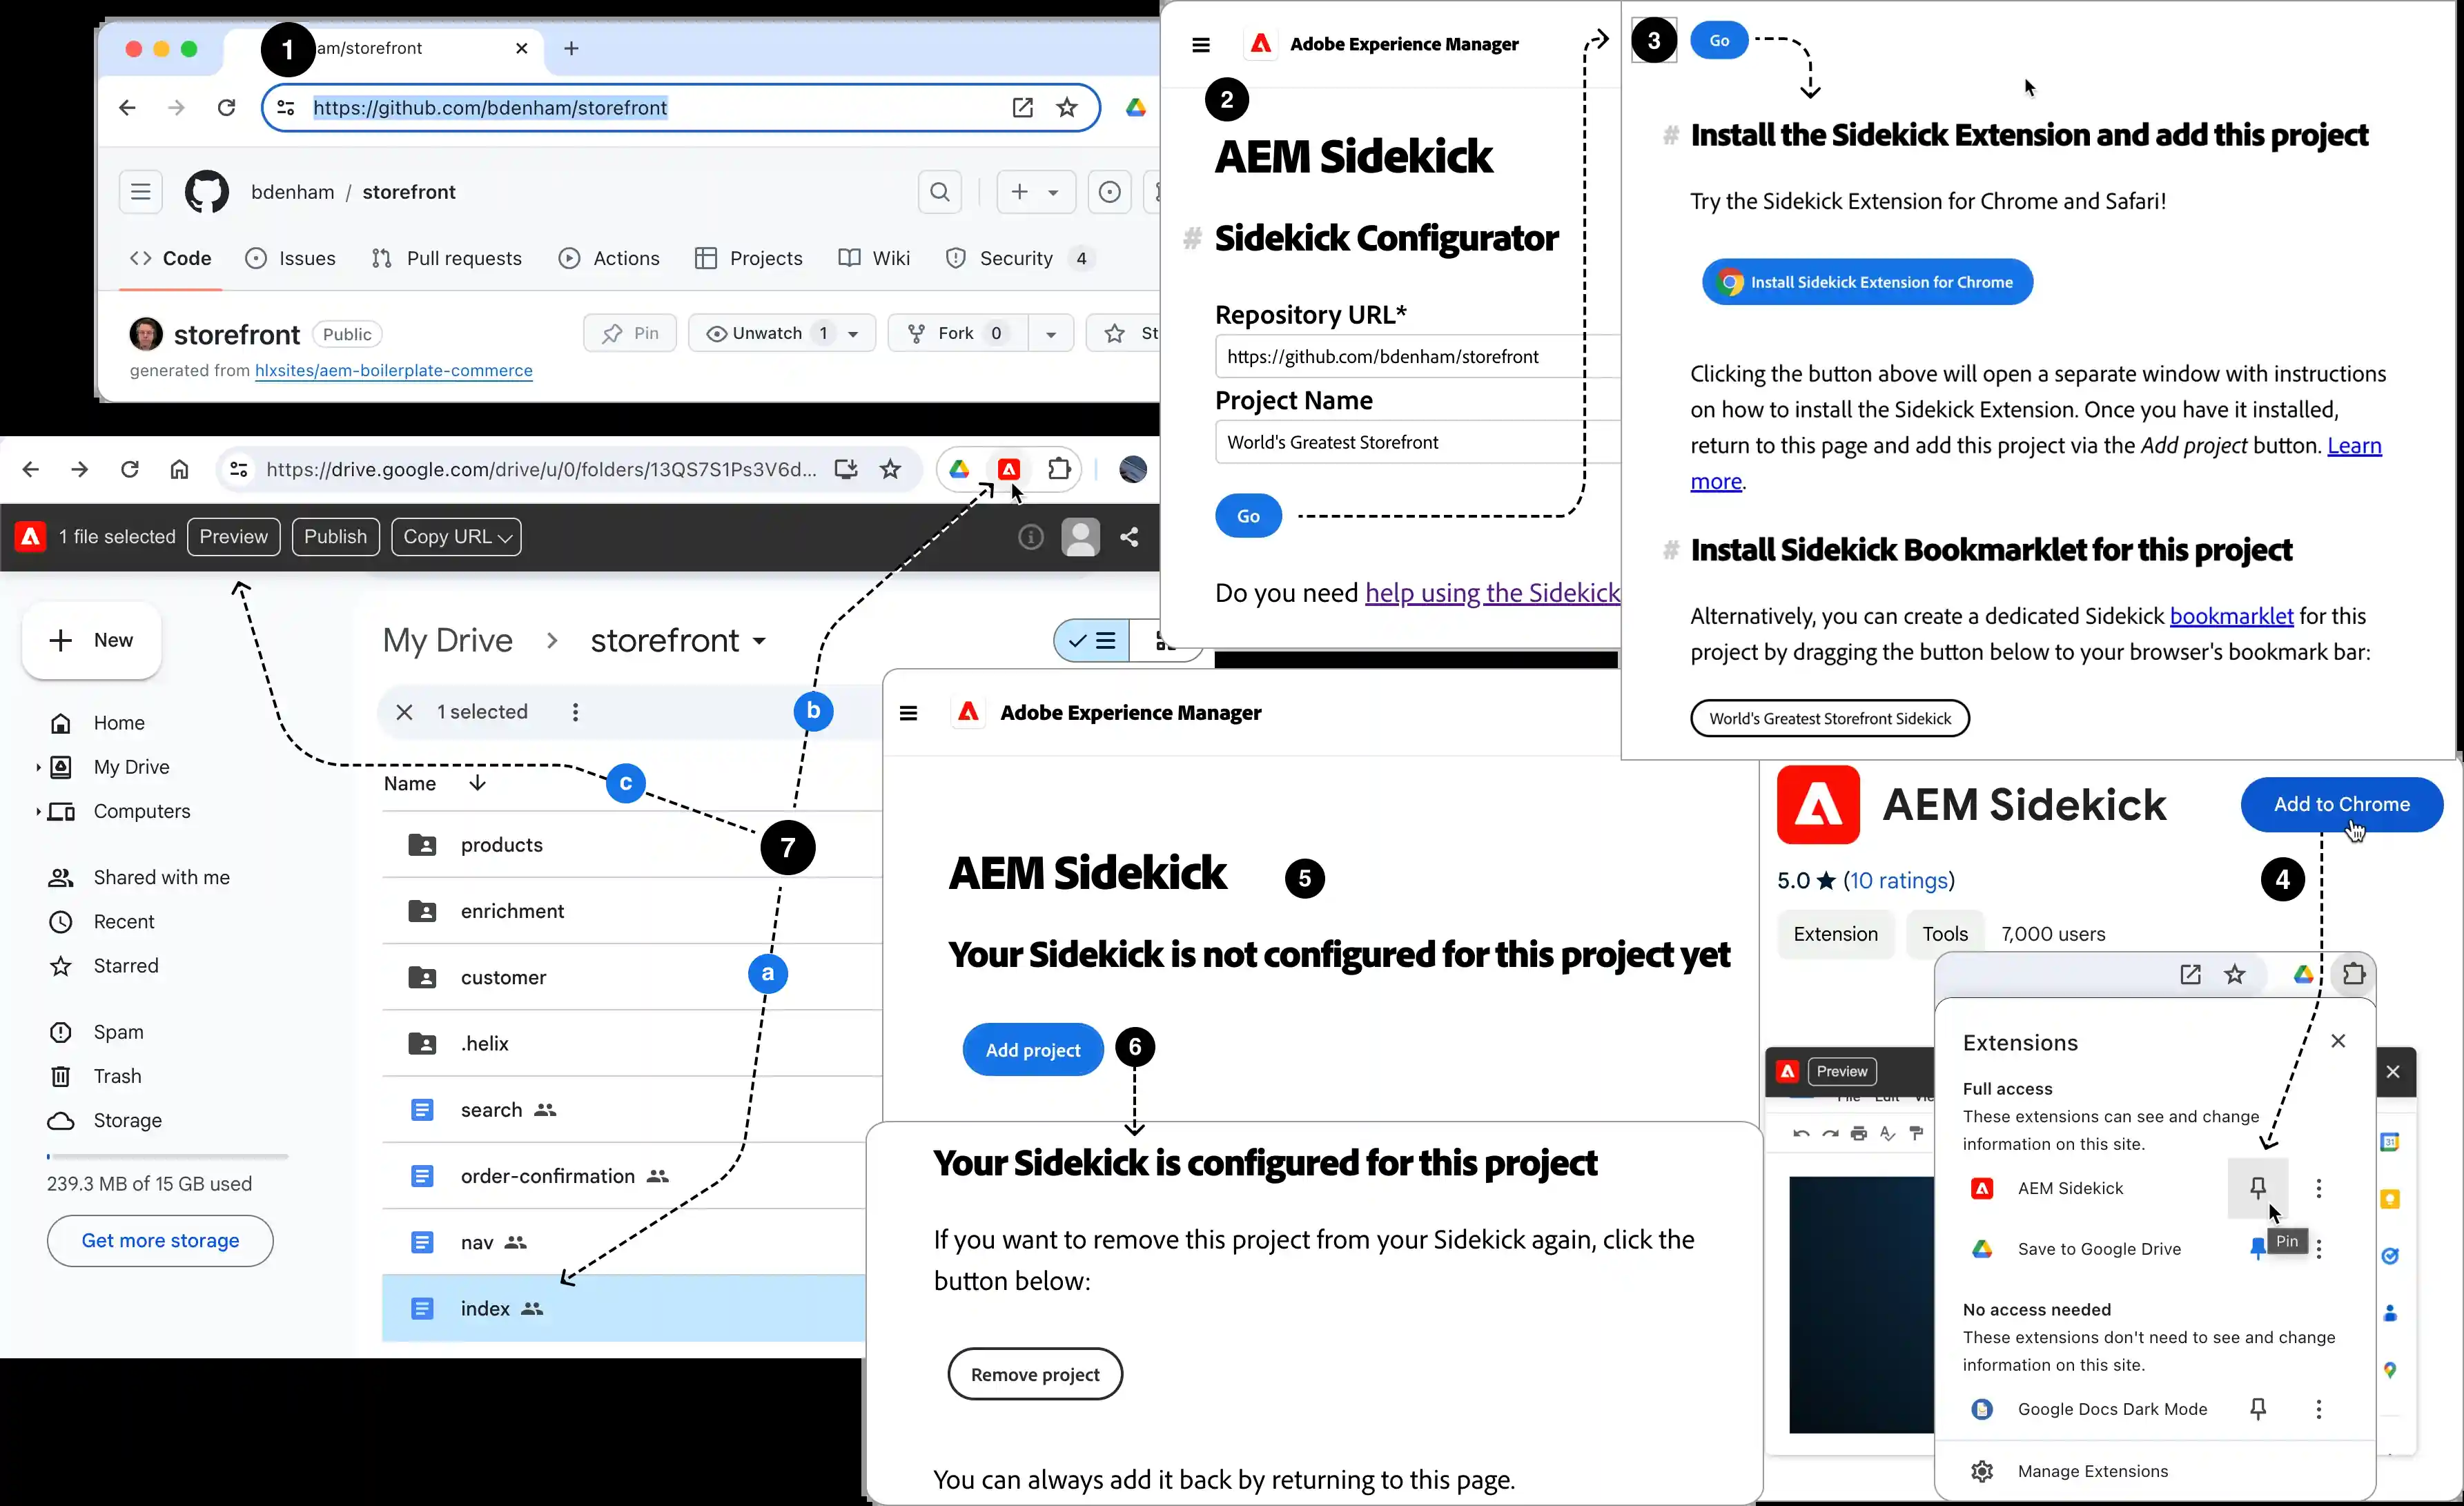 1
am/storefront
https://github.com/bdenham/storefront
bdenham / storefront
Code
Issues
Pull requests
Actions
Projects
Wiki
Security 4
storefront Public
Pin
Unwatch 1
Fork 0
St
generated from hlxsites/aem-boilerplate-commerce
Adobe Experience Manager
2
AEM Sidekick
# Sidekick Configurator
Repository URL*
https://github.com/bdenham/storefront
Project Name
World's Greatest Storefront
Go
Do you need help using the Sidekick
3
Go
# Install the Sidekick Extension and add this project
Try the Sidekick Extension for Chrome and Safari!
Install Sidekick Extension for Chrome
Clicking the button above will open a separate window with instructions
on how to install the Sidekick Extension. Once you have it installed,
return to this page and add this project via the Add project button. Learn
more.
# Install Sidekick Bookmarklet for this project
Alternatively, you can create a dedicated Sidekick bookmarklet for this
project by dragging the button below to your browser's bookmark bar:
World's Greatest Storefront Sidekick
AEM Sidekick
Add to Chrome
5.0 ★ (10 ratings)
4
Extension
Tools
7,000 users
Preview
Extensions
Full access
These extensions can see and change
information on this site.
AEM Sidekick
Pin
Save to Google Drive
No access needed
These extensions don't need to see and change
information on this site.
Google Docs Dark Mode
Manage Extensions
31
Adobe Experience Manager
AEM Sidekick
5
Your Sidekick is not configured for this project yet
Add project
6
Your Sidekick is configured for this project
If you want to remove this project from your Sidekick again, click the
button below:
Remove project
You can always add it back by returning to this page.
https://drive.google.com/drive/u/0/folders/13QS7S1Ps3V6d...
1 file selected
Preview
Publish
Copy URL
New
My Drive > storefront
1 selected
b
c
7
a
Home
My Drive
Computers
Shared with me
Recent
Starred
Spam
Trash
Storage
239.3 MB of 15 GB used
Get more storage
Name
products
enrichment
customer
.helix
search
order-confirmation
nav
index